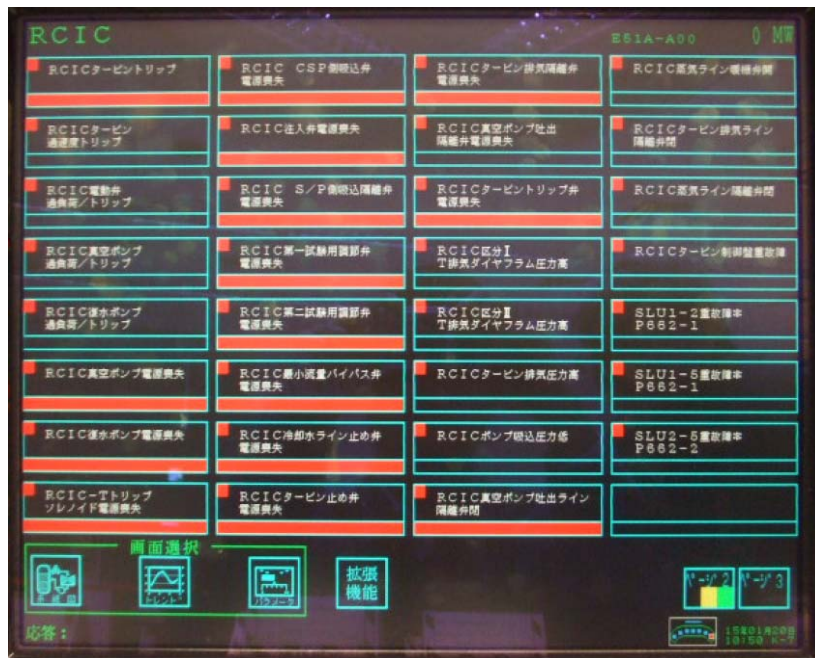 RCIC
E51A-A00
0 MW
RCICタービントリップ
RCIC CSP側吸込弁
電源喪失
RCICタービン排気隔離弁
電源喪失
RCIC蒸気ライン暖機弁開
RCICタービン
過速度トリップ
RCIC注入弁電源喪失
RCIC真空ポンプ吐出
隔離弁電源喪失
RCICタービン排気ライン
隔離弁閉
RCIC電動弁
過負荷/トリップ
RCIC S/P側吸込隔離弁
電源喪失
RCICタービントリップ弁
電源喪失
RCIC蒸気ライン隔離弁閉
RCIC真空ポンプ
過負荷/トリップ
RCIC第一試験用調節弁
電源喪失
RCIC区分Ⅰ
T排気ダイヤフラム圧力高
RCICタービン制御盤重故障
RCIC復水ポンプ
過負荷/トリップ
RCIC第二試験用調節弁
電源喪失
RCIC区分Ⅱ
T排気ダイヤフラム圧力高
SLU1-2重故障*
P662-1
RCIC真空ポンプ電源喪失
RCIC最小流量バイパス弁
電源喪失
RCICタービン排気圧力高
SLU1-5重故障*
P662-1
RCIC復水ポンプ電源喪失
RCIC冷却水ライン止め弁
電源喪失
RCICポンプ吸込圧力低
SLU2-5重故障*
P662-2
RCIC-Tトリップ
ソレノイド電源喪失
RCICタービン止め弁
電源喪失
RCIC真空ポンプ吐出ライン
隔離弁閉
画面選択
トレンド
パラメータ
拡張
機能
ページ2
ページ3
応答:
15年01月20日
10:50 K-7